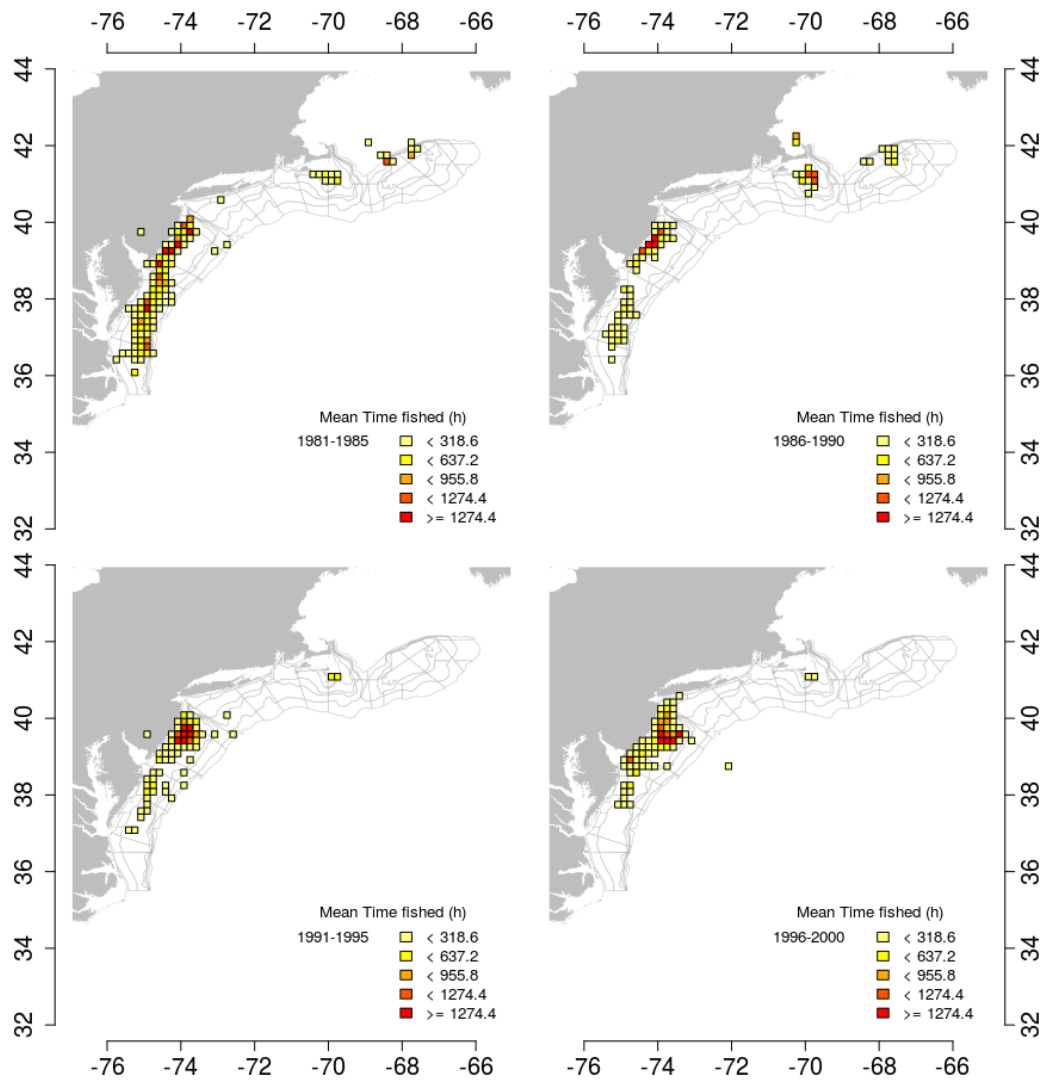 -76 -74 -72 -70 -68 -66 -76 -74 -72 -70 -68 -66
44 42 40 38 36 34 32
Mean Time fished (h)
1981-1985 < 318.6
< 637.2
< 955.8
< 1274.4
>= 1274.4
Mean Time fished (h)
1986-1990 < 318.6
< 637.2
< 955.8
< 1274.4
>= 1274.4
44 42 40 38 36 34 32
44 42 40 38 36 34 32
Mean Time fished (h)
1991-1995 < 318.6
< 637.2
< 955.8
< 1274.4
>= 1274.4
Mean Time fished (h)
1996-2000 < 318.6
< 637.2
< 955.8
< 1274.4
>= 1274.4
44 42 40 38 36 34 32
-76 -74 -72 -70 -68 -66 -76 -74 -72 -70 -68 -66